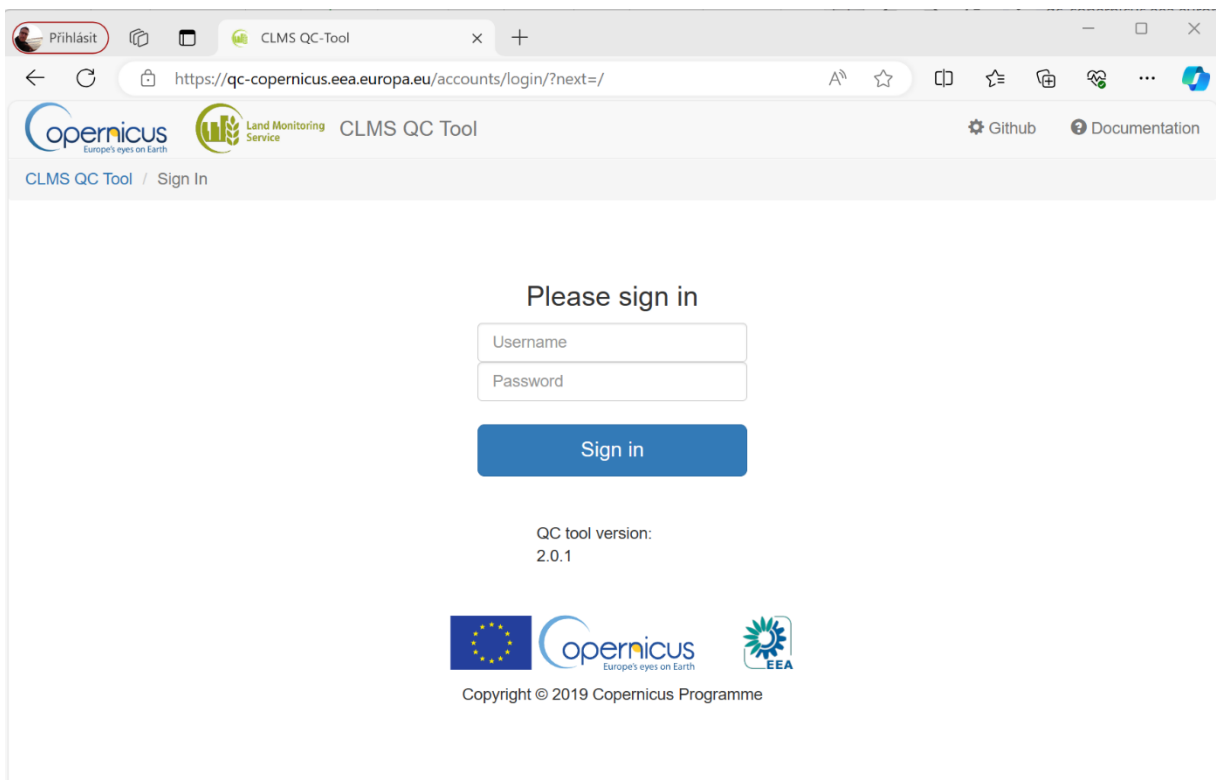 Přihlásit CLMS QC-Tool
https://qc-copernicus.eea.europa.eu/accounts/login/?next=/
opernicus
Europe's eyes on Earth
Land Monitoring
Service
CLMS QC Tool
Github Documentation
CLMS QC Tool / Sign In
Please sign in
Username
Password
Sign in
QC tool version:
2.0.1
opernicus
Europe's eyes on Earth
EEA
Copyright © 2019 Copernicus Programme